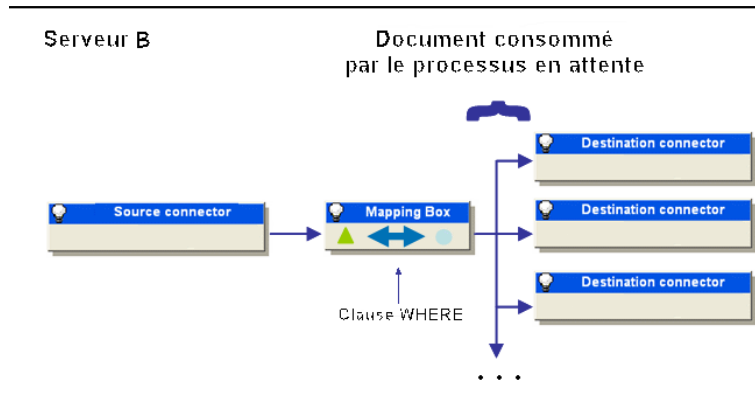 Serveur B
Document consommé
par le processus en attente
Destination connector
Source connector
Mapping Box
Destination connector
Destination connector
Clause WHERE
. . .